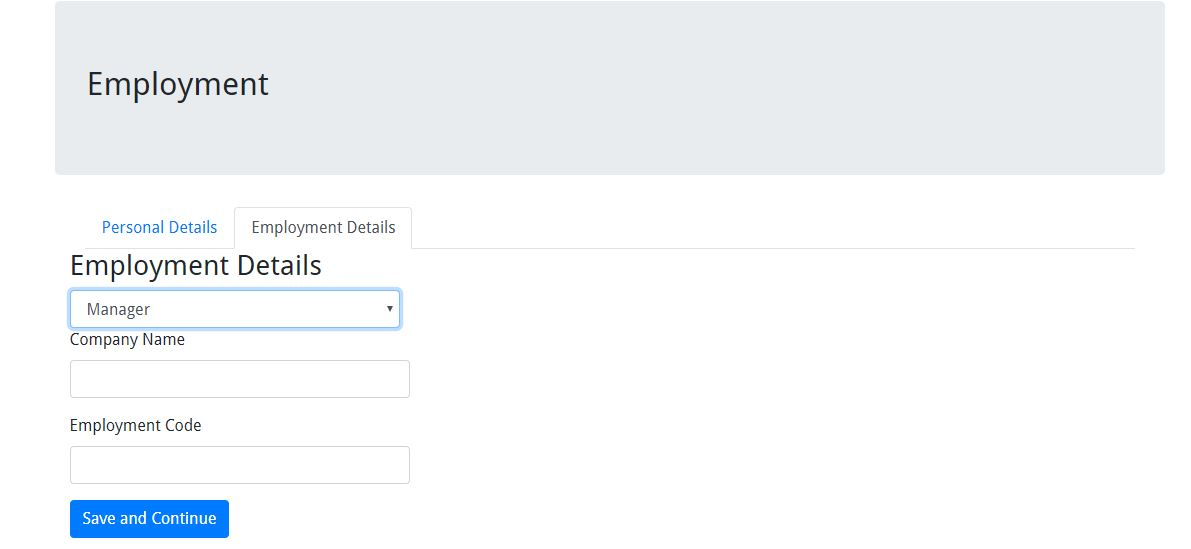 Employment
Personal Details
Employment Details
Employment Details
Manager
Company Name
Employment Code
Save and Continue